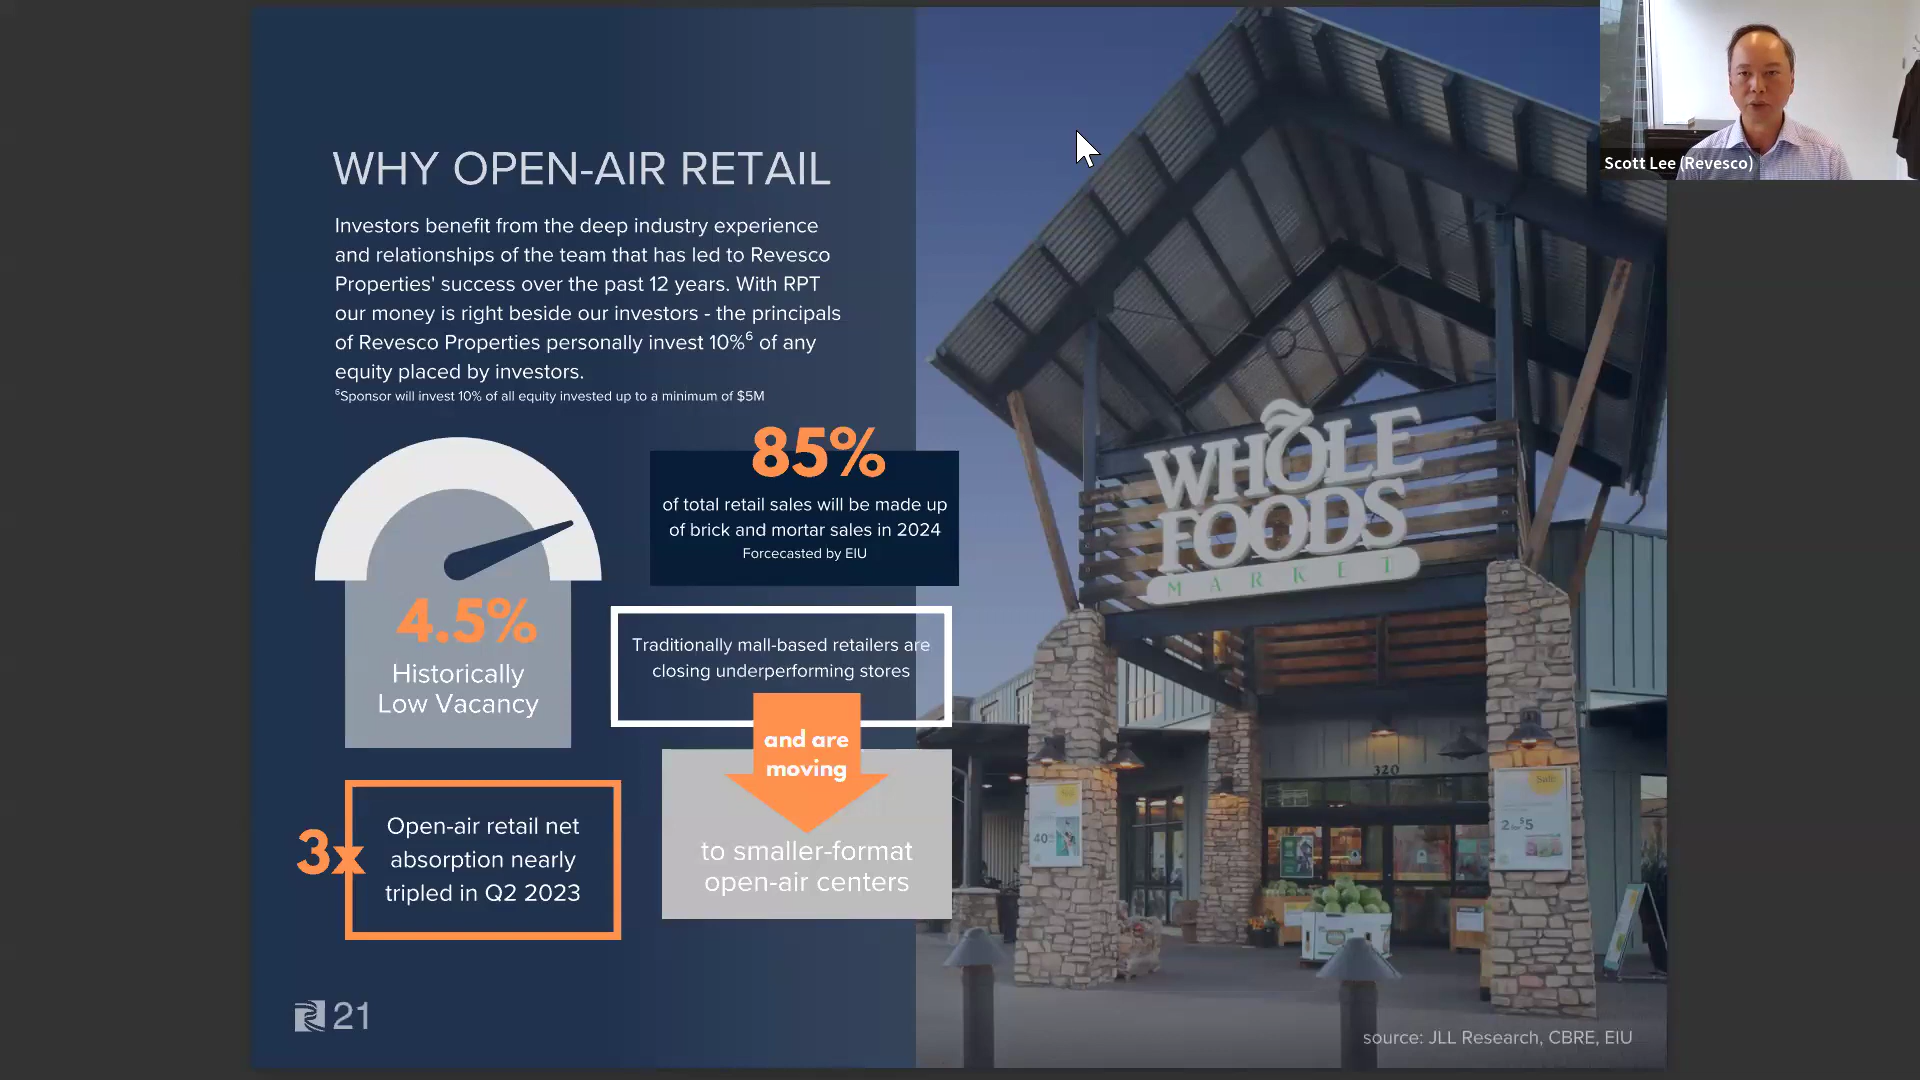 Scott Lee (Revesco)
WHY OPEN-AIR RETAIL
Investors benefit from the deep industry experience
and relationships of the team that has led to Revesco
Properties' success over the past 12 years. With RPT
our money is right beside our investors - the principals
of Revesco Properties personally invest 10%⁶ of any
equity placed by investors.
⁶Sponsor will invest 10% of all equity invested up to a minimum of $5M
85%
of total retail sales will be made up
of brick and mortar sales in 2024
Forcecasted by EIU
4.5%
Historically
Low Vacancy
Traditionally mall-based retailers are
closing underperforming stores
and are
moving
to smaller-format
open-air centers
3x
Open-air retail net
absorption nearly
tripled in Q2 2023
21
WHOLE
FOODS
MARKET
320
Sale
40
2 for $5
source: JLL Research, CBRE, EIU